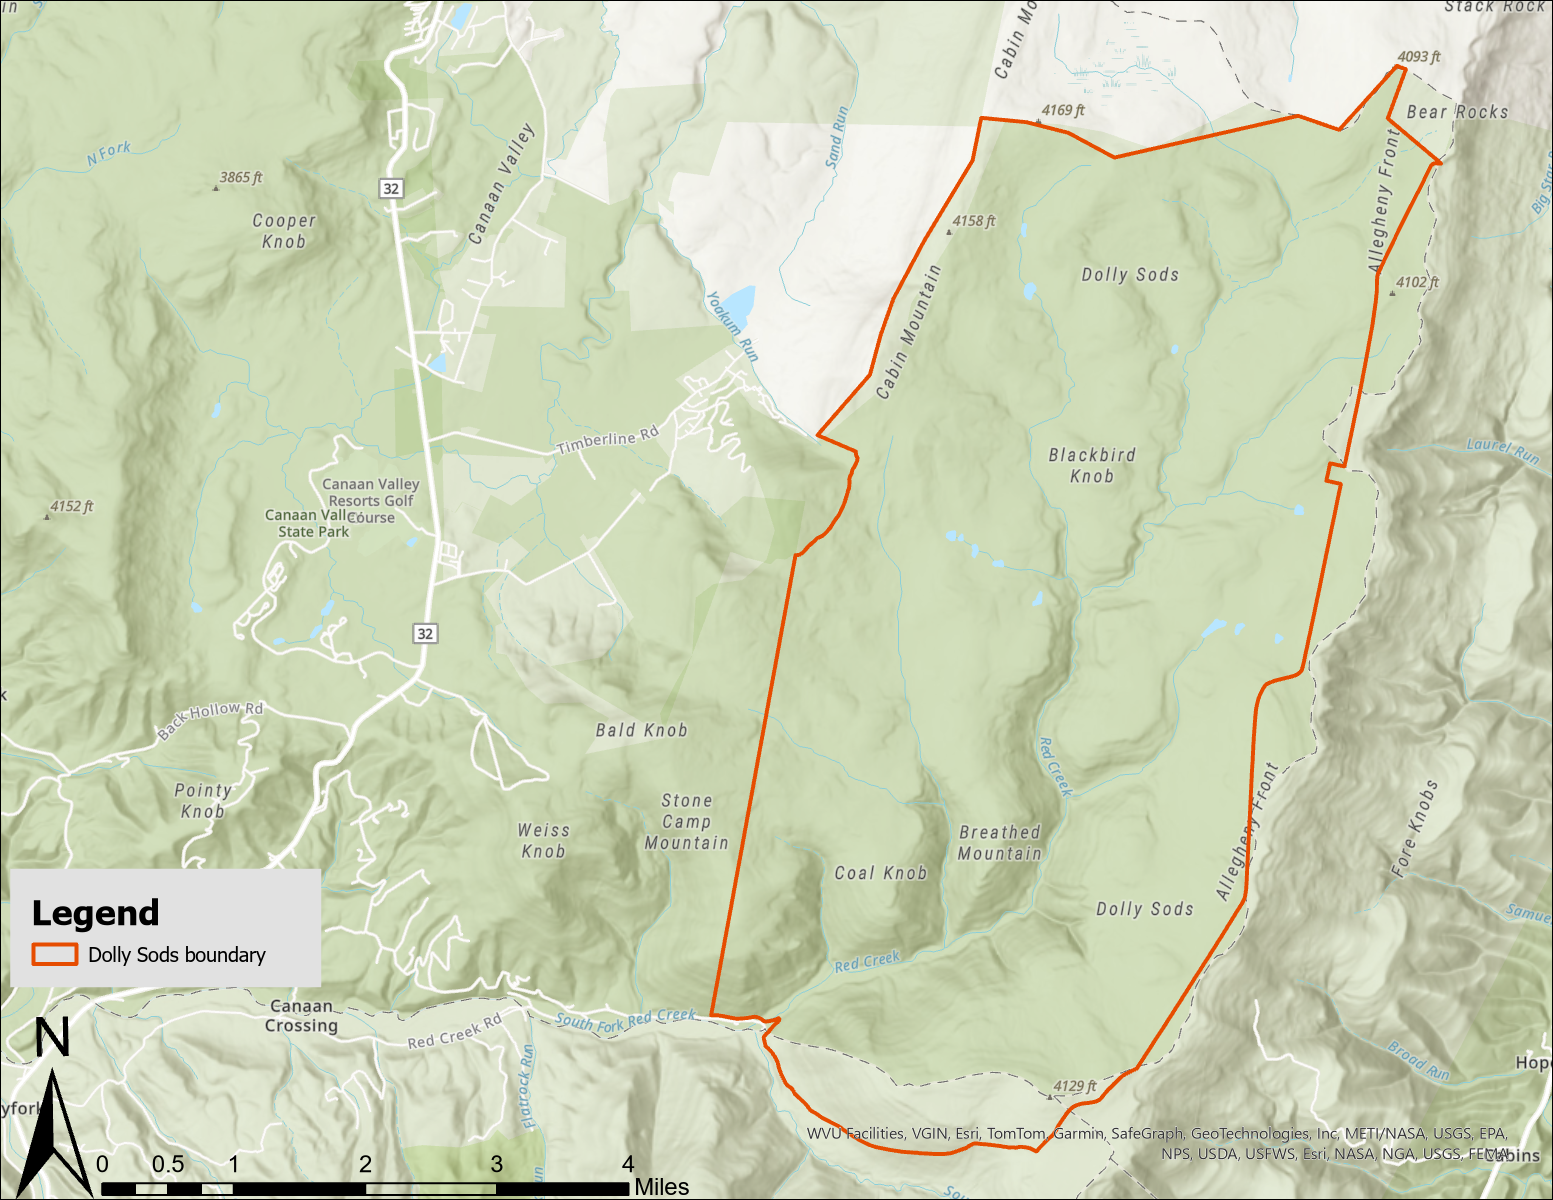 in
Stack Rock
Cabin Mo
4093 ft
4169 ft
Bear Rocks
Sand Run
N Fork
Canaan Valley
3865 ft
32
Cooper
Knob
Allegheny Front
Big Star
4158 ft
Dolly Sods
4102 ft
Cabin Mountain
Yoakum Run
Timberline Rd
Laurel Run
Blackbird
Knob
Canaan Valley
Resorts Golf
Course
4152 ft
Canaan Valley
State Park
32
k
Back Hollow Rd
Bald Knob
Red Creek
Pointy
Knob
Stone
Camp
Mountain
Weiss
Knob
Breathed
Mountain
Allegheny Front
Fore Knobs
Coal Knob
Dolly Sods
Samue
Legend
Dolly Sods boundary
Red Creek
Canaan
Crossing
Red Creek Rd
South Fork Red Creek
N
Flatrock Run
Broad Run
Hope
4129 ft
yfork
WVU Facilities, VGIN, Esri, TomTom, Garmin, SafeGraph, GeoTechnologies, Inc, METI/NASA, USGS, EPA,
NPS, USDA, USFWS, Esri, NASA, NGA, USGS, FEMA
Cabins
0 0.5 1 2 3 4
Miles
un
Sou